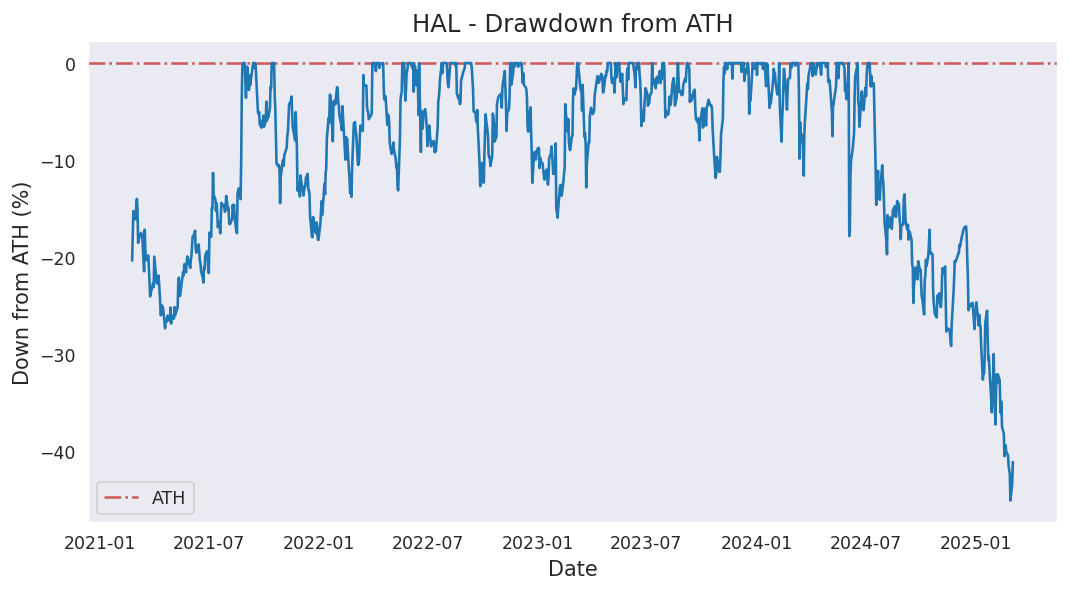 HAL - Drawdown from ATH
Down from ATH (%)
0
−10
−20
−30
−40
ATH
2021-01 2021-07 2022-01 2022-07 2023-01 2023-07 2024-01 2024-07 2025-01
Date